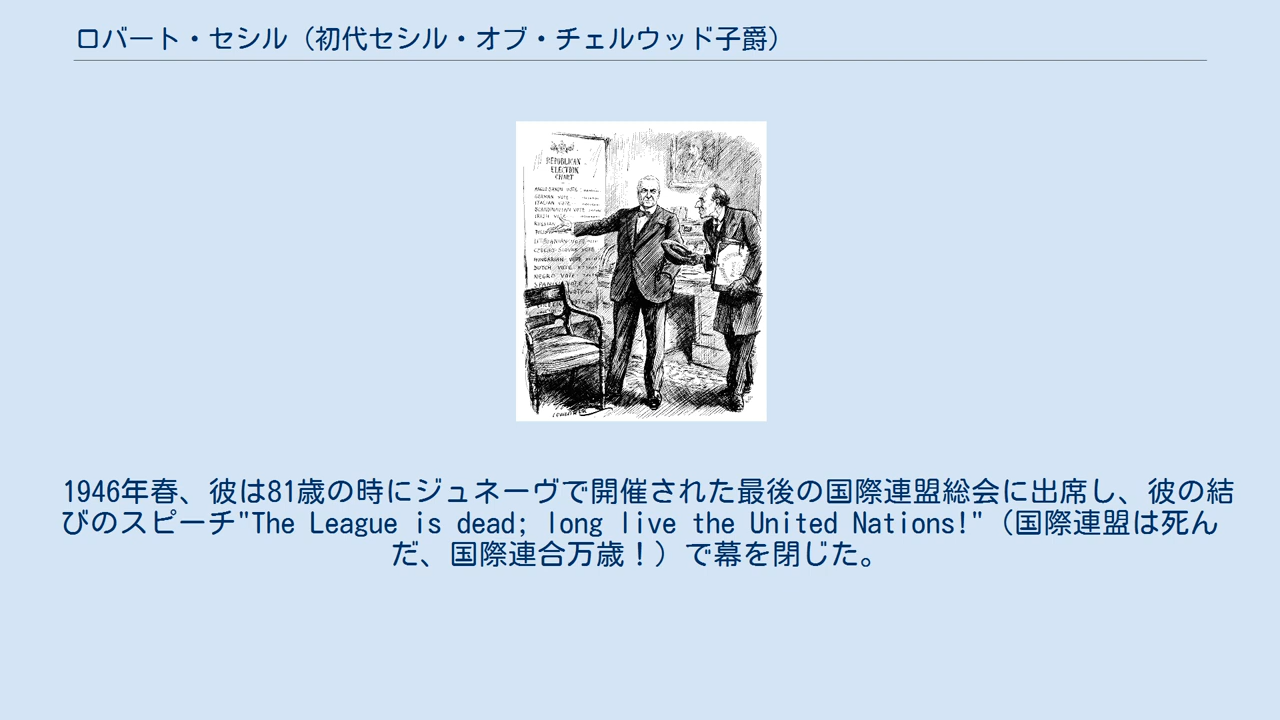 ロバート・セシル（初代セシル・オブ・チェルウッド子爵）
REPUBLICAN
ELECTION
CHART
ANGLO SAXON VOTE
GERMAN VOTE
ITALIAN VOTE
SCANDINAVIAN VOTE
IRISH VOTE
RUSSIAN
HUNGARIAN VOTE
DUTCH VOTE
NEGRO VOTE
1946年春、彼は81歳の時にジュネーヴで開催された最後の国際連盟総会に出席し、彼の結
びのスピーチ"The League is dead; long live the United Nations!"（国際連盟は死ん
だ、国際連合万歳！）で幕を閉じた。